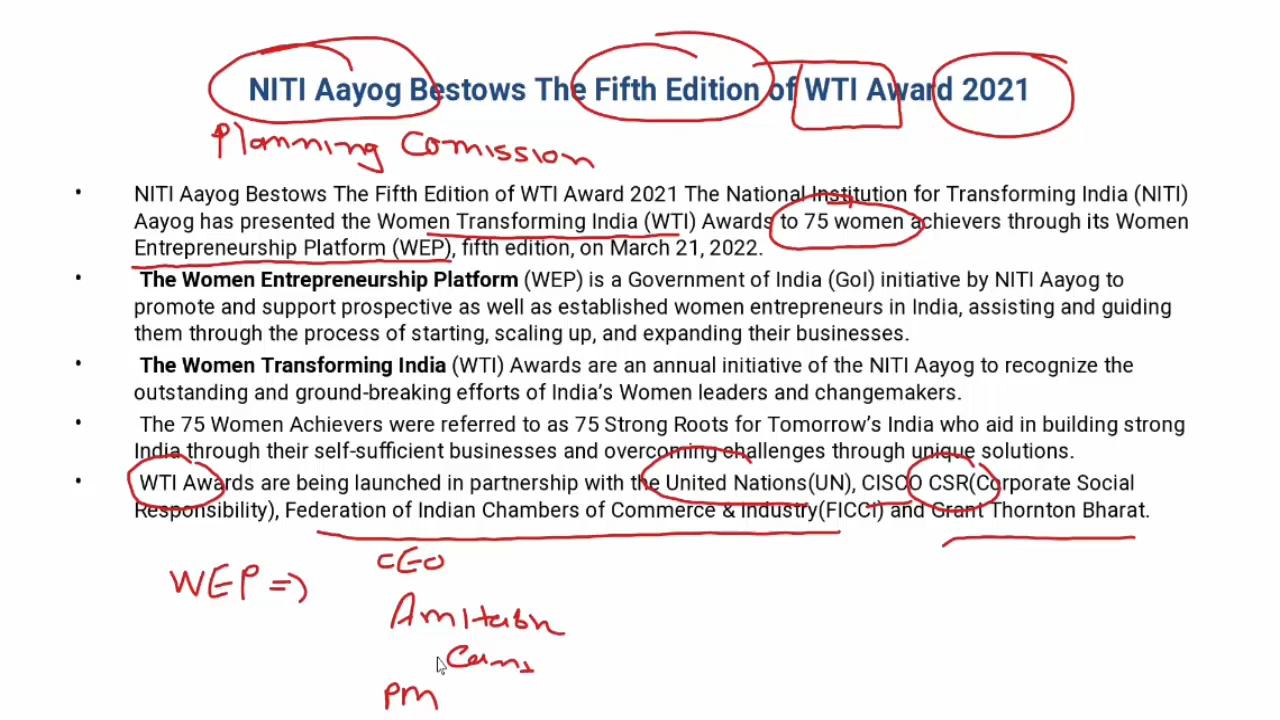 NITI Aayog Bestows The Fifth Edition of WTI Award 2021
Planning Comission
• NITI Aayog Bestows The Fifth Edition of WTI Award 2021 The National Institution for Transforming India (NITI)
Aayog has presented the Women Transforming India (WTI) Awards to 75 women achievers through its Women
Entrepreneurship Platform (WEP), fifth edition, on March 21, 2022.
• The Women Entrepreneurship Platform (WEP) is a Government of India (GoI) initiative by NITI Aayog to
promote and support prospective as well as established women entrepreneurs in India, assisting and guiding
them through the process of starting, scaling up, and expanding their businesses.
• The Women Transforming India (WTI) Awards are an annual initiative of the NITI Aayog to recognize the
outstanding and ground-breaking efforts of India's Women leaders and changemakers.
• The 75 Women Achievers were referred to as 75 Strong Roots for Tomorrow's India who aid in building strong
India through their self-sufficient businesses and overcoming challenges through unique solutions.
• WTI Awards are being launched in partnership with the United Nations(UN), CISCO CSR(Corporate Social
Responsibility), Federation of Indian Chambers of Commerce & Industry(FICCI) and Grant Thornton Bharat.
CEO
WEP =>
Amitabh
PM